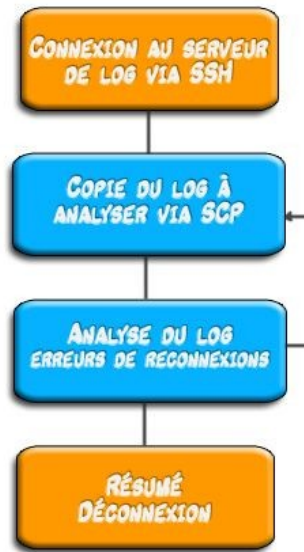 CONNEXION AU SERVEUR
DE LOG VIA SSH
COPIE DU LOG À
ANALYSER VIA SCP
ANALYSE DU LOG
ERREURS DE RECONNEXIONS
RÉSUMÉ
DÉCONNEXION